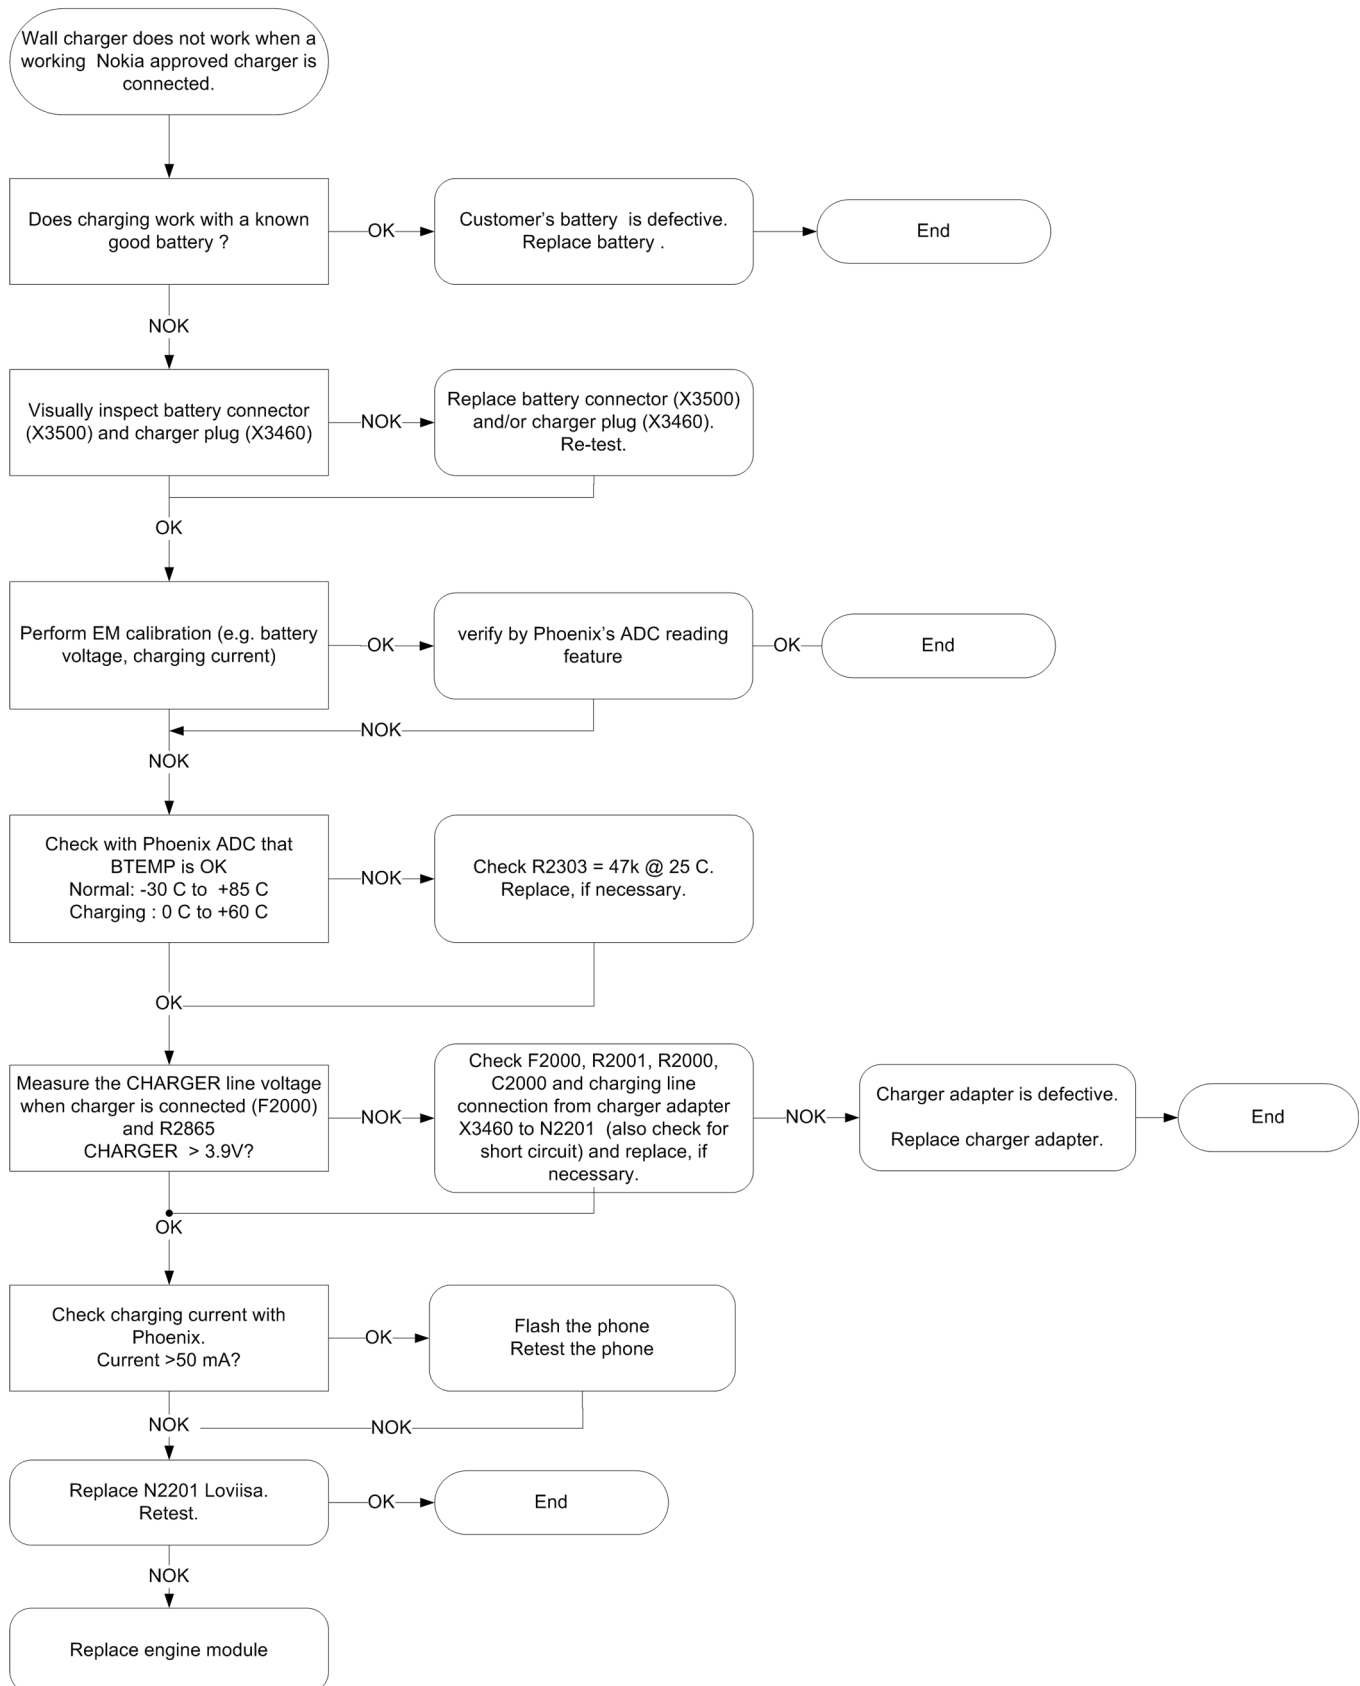 Wall charger does not work when a
working  Nokia approved charger is
connected.
Does charging work with a known
good battery ?
OK
Customer's battery  is defective.
Replace battery .
End
NOK
Visually inspect battery connector
(X3500) and charger plug (X3460)
NOK
Replace battery connector (X3500)
and/or charger plug (X3460).
Re-test.
OK
Perform EM calibration (e.g. battery
voltage, charging current)
OK
verify by Phoenix's ADC reading
feature
OK
End
NOK
NOK
Check with Phoenix ADC that
BTEMP is OK
Normal: -30 C to  +85 C
Charging : 0 C to +60 C
NOK
Check R2303 = 47k @ 25 C.
Replace, if necessary.
OK
Measure the CHARGER line voltage
when charger is connected (F2000)
and R2865
CHARGER  > 3.9V?
NOK
Check F2000, R2001, R2000,
C2000 and charging line
connection from charger adapter
X3460 to N2201  (also check for
short circuit) and replace, if
necessary.
NOK
Charger adapter is defective.
Replace charger adapter.
End
OK
Check charging current with
Phoenix.
Current >50 mA?
OK
Flash the phone
Retest the phone
NOK
NOK
Replace N2201 Loviisa.
Retest.
OK
End
NOK
Replace engine module